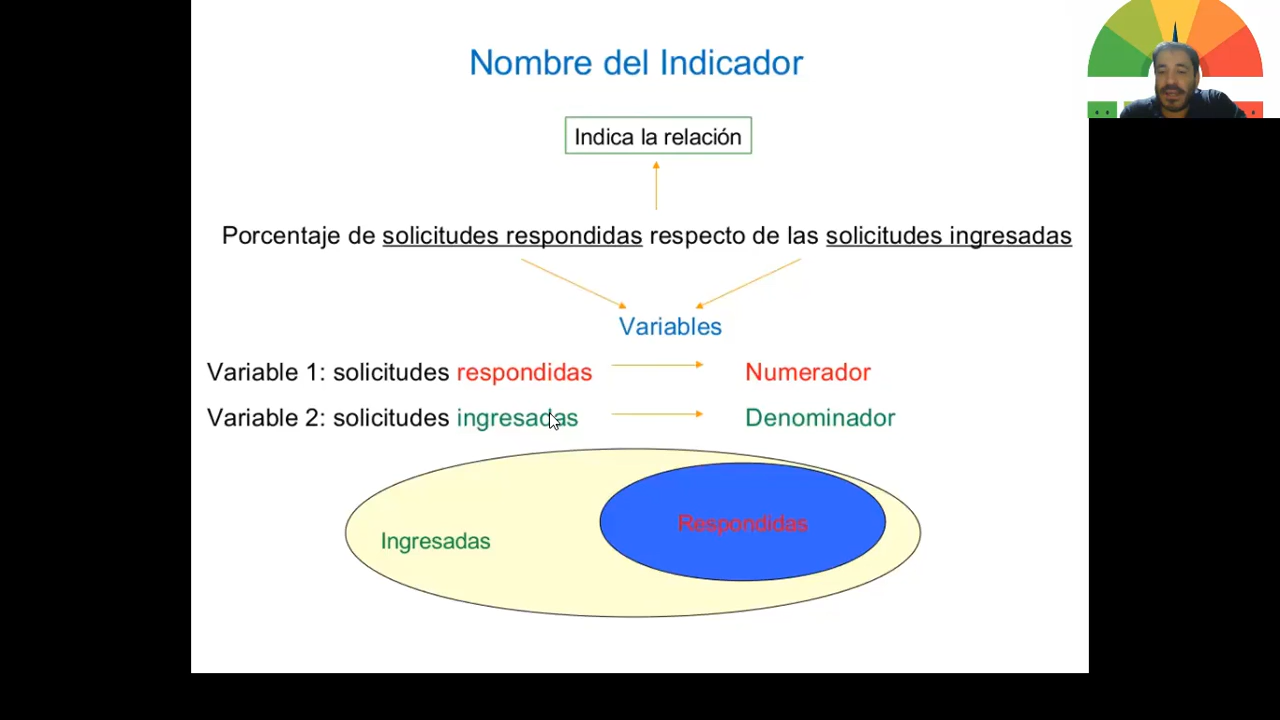 Nombre del Indicador
Indica la relación
Porcentaje de solicitudes respondidas respecto de las solicitudes ingresadas
Variables
Variable 1: solicitudes respondidas Numerador
Variable 2: solicitudes ingresadas Denominador
Respondidas
Ingresadas